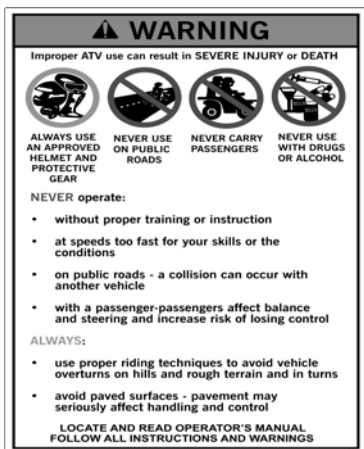 WARNING
Improper ATV use can result in SEVERE INJURY or DEATH
ALWAYS USE
AN APPROVED
HELMET AND
PROTECTIVE
GEAR
NEVER USE
ON PUBLIC
ROADS
NEVER CARRY
PASSENGERS
NEVER USE
WITH DRUGS
OR ALCOHOL
NEVER operate:
• without proper training or instruction
• at speeds too fast for your skills or the
conditions
• on public roads - a collision can occur with
another vehicle
• with a passenger-passengers affect balance
and steering and increase risk of losing control
ALWAYS:
• use proper riding techniques to avoid vehicle
overturns on hills and rough terrain and in turns
• avoid paved surfaces - pavement may
seriously affect handling and control
LOCATE AND READ OPERATOR'S MANUAL
FOLLOW ALL INSTRUCTIONS AND WARNINGS